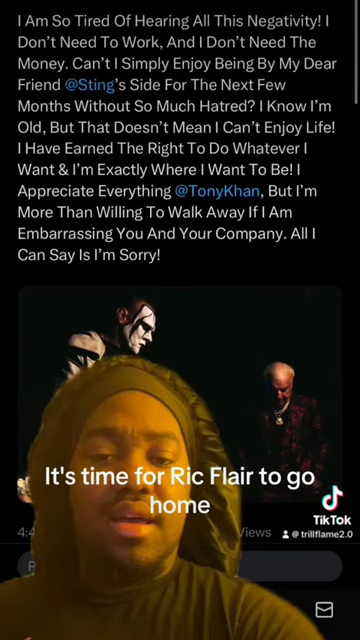 I Am So Tired Of Hearing All This Negativity! I
Don't Need To Work, And I Don't Need The
Money. Can't I Simply Enjoy Being By My Dear
Friend @Sting's Side For The Next Few
Months Without So Much Hatred? I Know I'm
Old, But That Doesn't Mean I Can't Enjoy Life!
I Have Earned The Right To Do Whatever I
Want & I'm Exactly Where I Want To Be! I
Appreciate Everything @TonyKhan, But I'm
More Than Willing To Walk Away If I Am
Embarrassing You And Your Company. All I
Can Say Is I'm Sorry!
It's time for Ric Flair to go
home
TikTok
@ trillflame2.0
Views